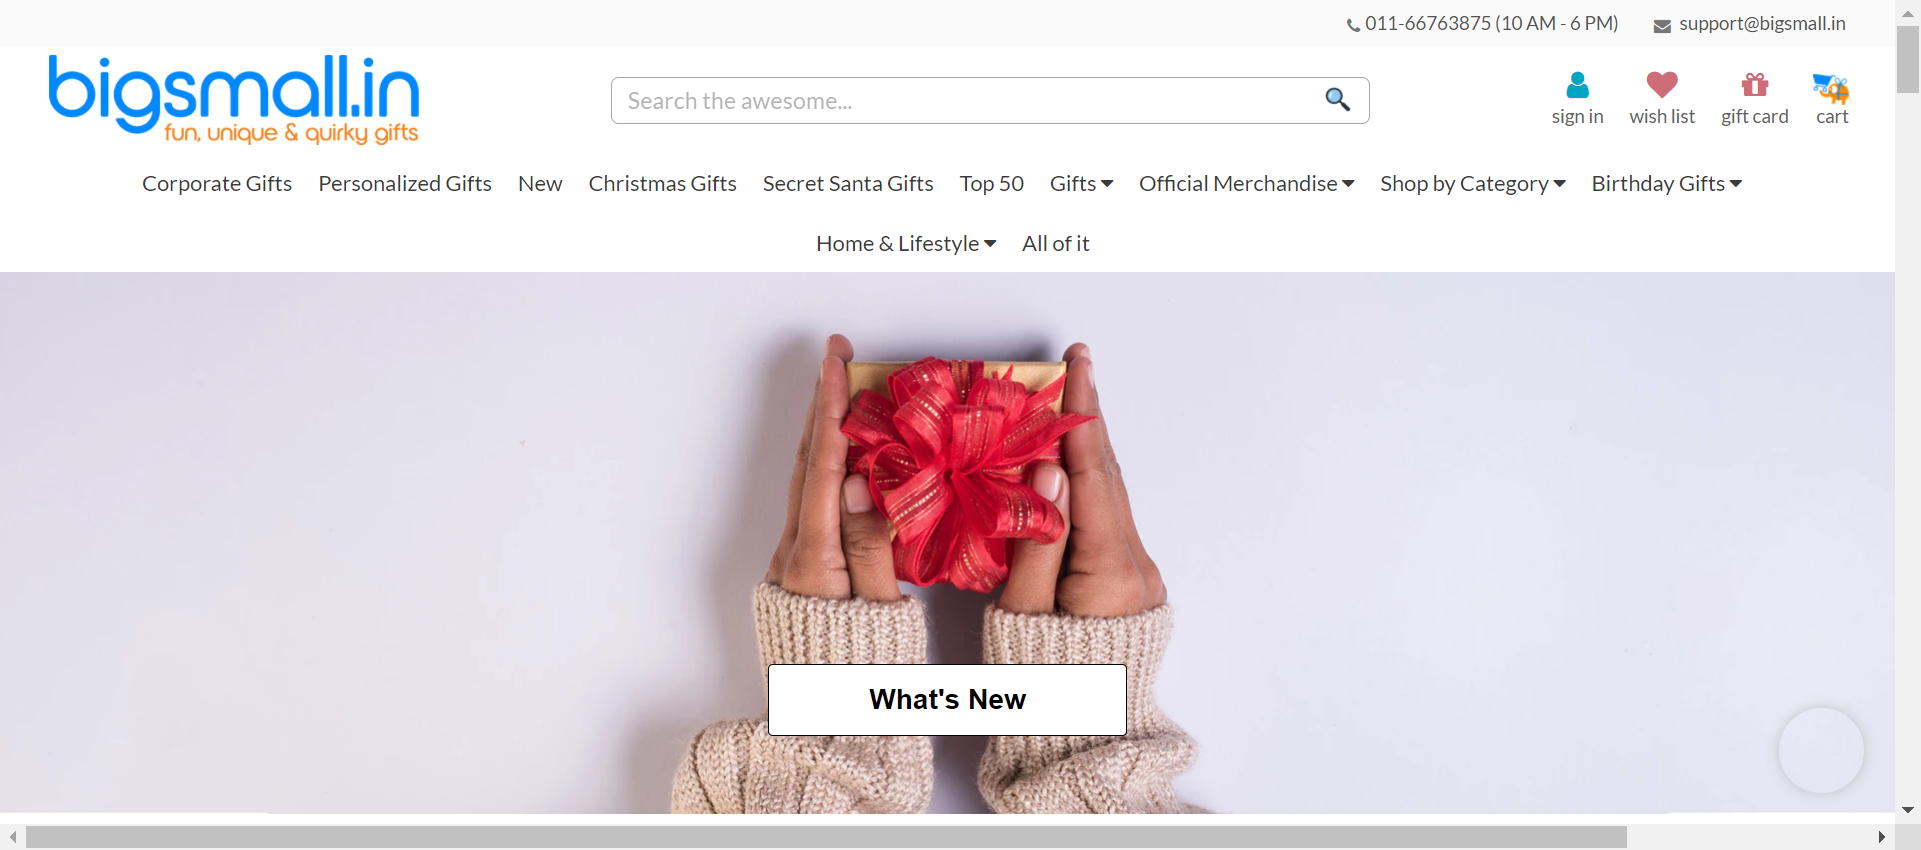 011-66763875 (10 AM - 6 PM) support@bigsmall.in
bigsmall.in
fun, unique & quirky gifts
Search the awesome...
sign in wish list gift card cart
Corporate Gifts Personalized Gifts New Christmas Gifts Secret Santa Gifts Top 50 Gifts Official Merchandise Shop by Category Birthday Gifts
Home & Lifestyle All of it
What's New